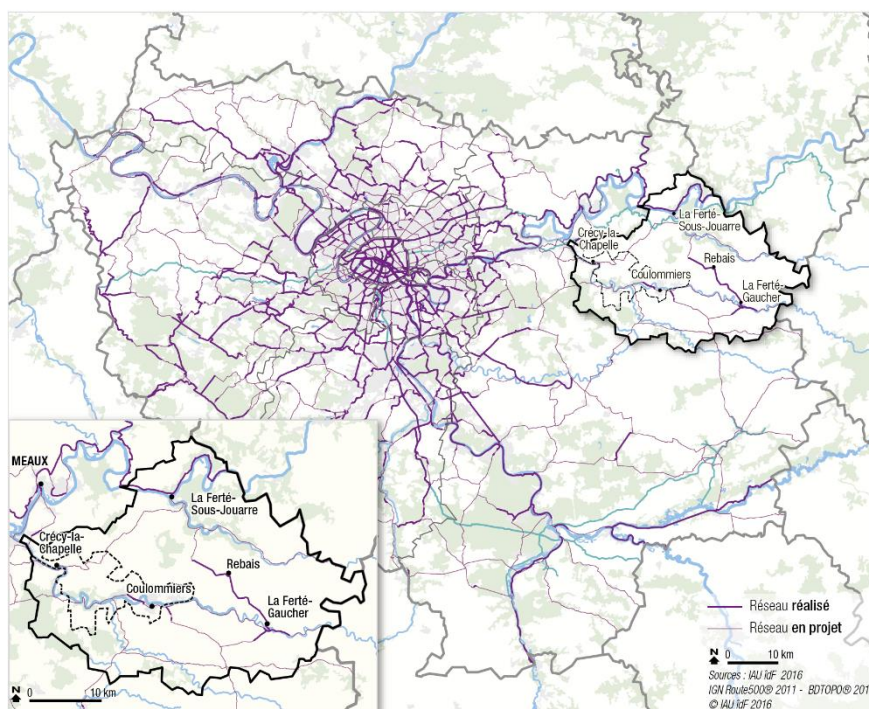 La Ferté-
Sous-Jouarre
Crécy-la-
Chapelle
Rebais
Coulommiers
La Ferté-
Gaucher
MEAUX
La Ferté-
Sous-Jouarre
Crécy-la-
Chapelle
Rebais
Coulommiers
La Ferté-
Gaucher
N
0 10 km
Réseau réalisé
Réseau en projet
N
0 10 km
Sources : IAU îdF 2016
IGN Route500® 2011 - BDTOPO® 201
© IAU îdF 2016